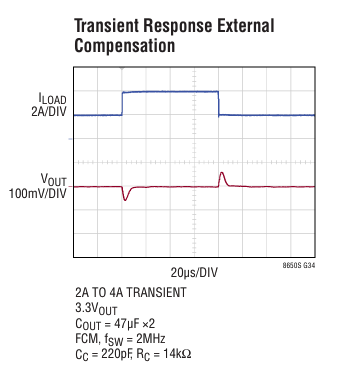 Transient Response External
Compensation
ILOAD
2A/DIV
VOUT
100mV/DIV
20µs/DIV
8650S G34
2A TO 4A TRANSIENT
3.3VOUT
COUT = 47µF ×2
FCM, fSW = 2MHz
CC = 220pF, RC = 14kΩ